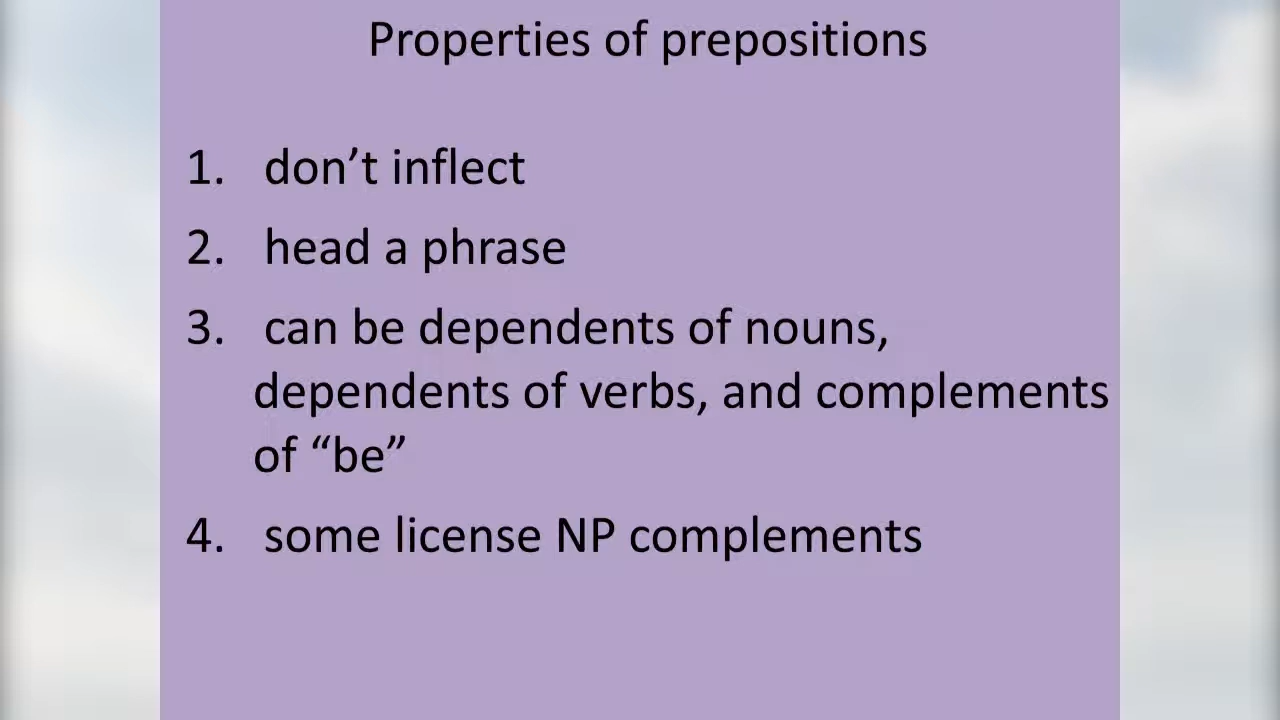 Properties of prepositions
1. don’t inflect
2. head a phrase
3. can be dependents of nouns,
dependents of verbs, and complements
of “be”
4. some license NP complements